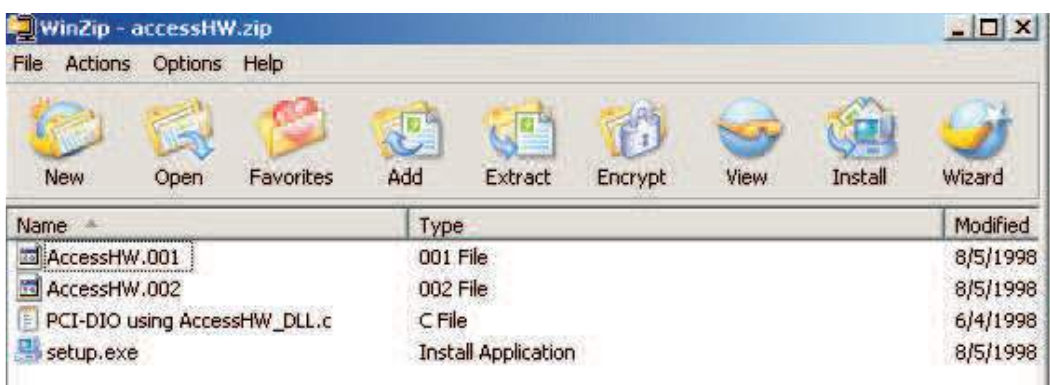 WinZip - accessHW.zip
File Actions Options Help
New Open Favorites Add Extract Encrypt View Install Wizard
Name Type Modified
AccessHW.001 001 File 8/5/1998
AccessHW.002 002 File 8/5/1998
PCI-DIO using AccessHW_DLL.c C File 6/4/1998
setup.exe Install Application 8/5/1998